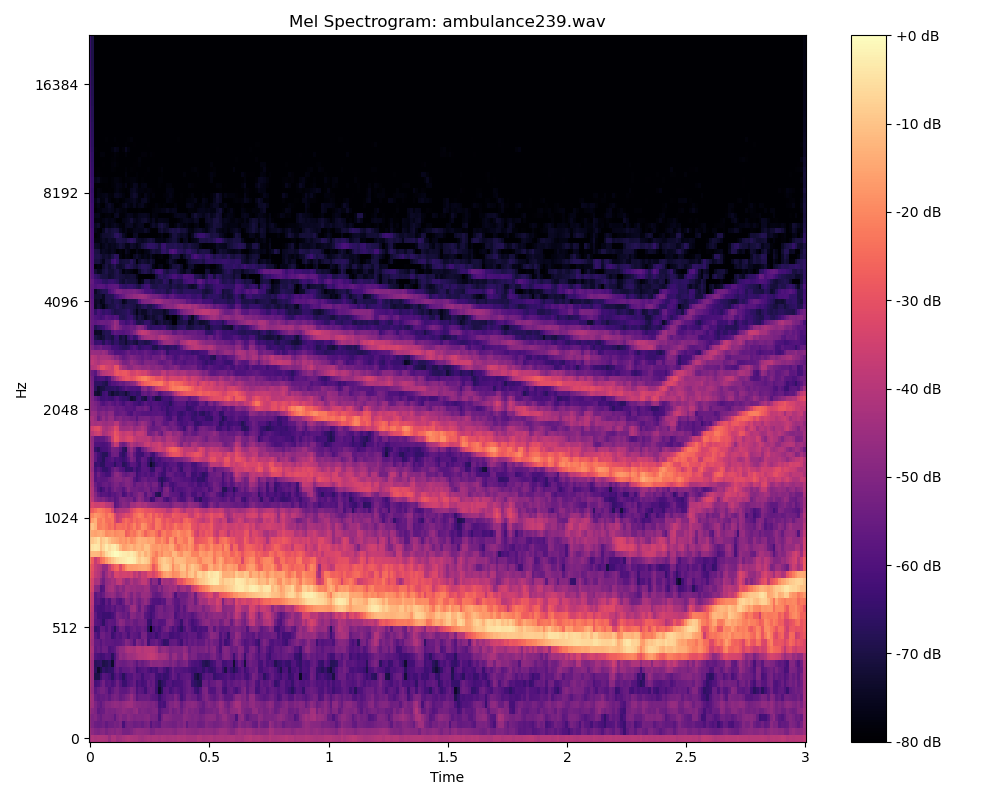 Mel Spectrogram: ambulance239.wav
16384
8192
4096
2048
1024
512
0
Hz
0
0.5
1
1.5
2
2.5
3
Time
+0 dB
-10 dB
-20 dB
-30 dB
-40 dB
-50 dB
-60 dB
-70 dB
-80 dB